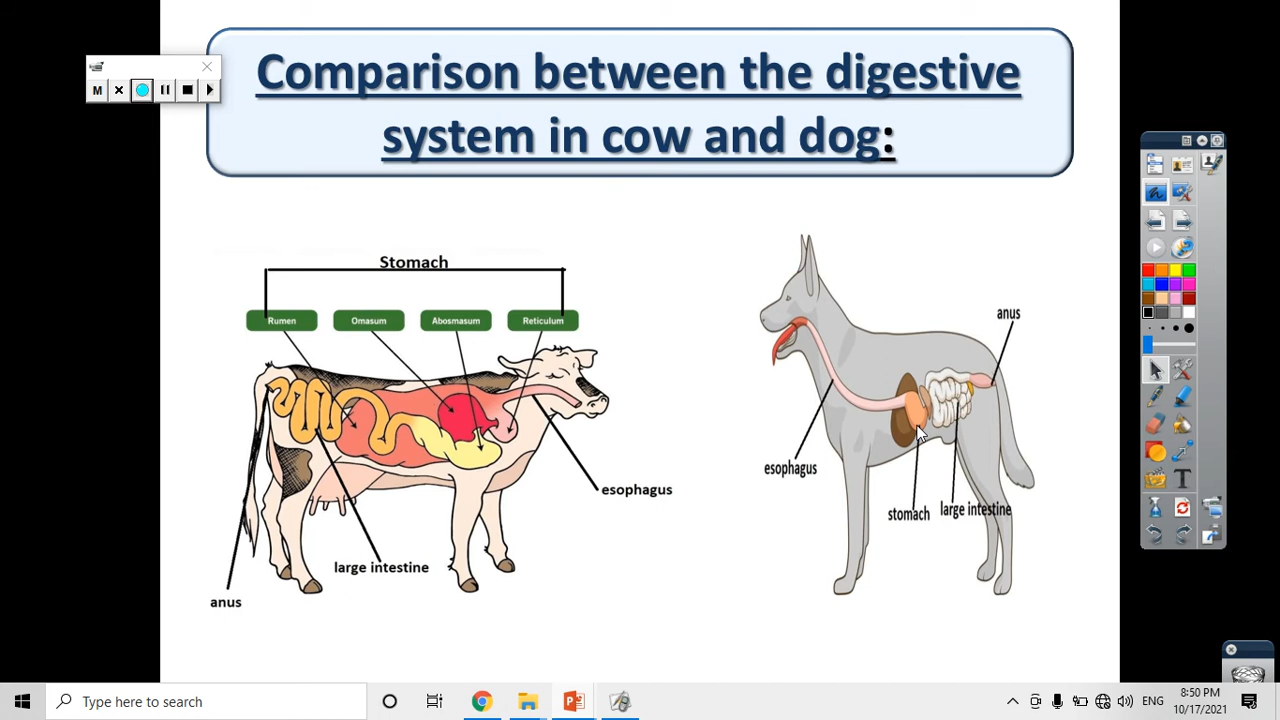 Comparison between the digestive
system in cow and dog:
M
Stomach
Rumen
Omasum
Abosmasum
Reticulum
esophagus
large intestine
anus
anus
esophagus
stomach
large intestine
T
Type here to search
ENG
8:50 PM
10/17/2021